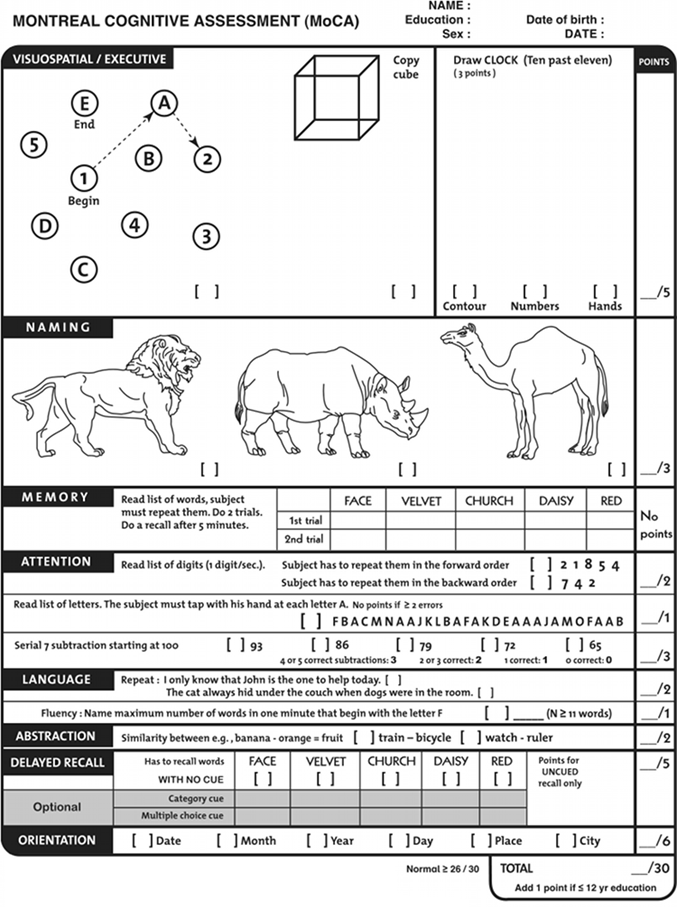 MONTREAL COGNITIVE ASSESSMENT (MoCA)
NAME :
Education :
Sex :
Date of birth :
DATE :
VISUOSPATIAL / EXECUTIVE
E
End
A
5
B
2
1
Begin
D
4
3
C
[ ]
Copy
cube
[ ]
Draw CLOCK (Ten past eleven)
( 3 points )
[ ] [ ] [ ]
Contour Numbers Hands
POINTS
__/5
NAMING
[ ] [ ] [ ]
__/3
MEMORY
Read list of words, subject
must repeat them. Do 2 trials.
Do a recall after 5 minutes.
FACE VELVET CHURCH DAISY RED
1st trial
2nd trial
No
points
ATTENTION
Read list of digits (1 digit/sec.).
Subject has to repeat them in the forward order [ ] 2 1 8 5 4
Subject has to repeat them in the backward order [ ] 7 4 2
__/2
Read list of letters. The subject must tap with his hand at each letter A. No points if ≥ 2 errors
[ ] F B A C M N A A J K L B A F A K D E A A A J A M O F A A B
__/1
Serial 7 subtraction starting at 100 [ ] 93 [ ] 86 [ ] 79 [ ] 72 [ ] 65
4 or 5 correct subtractions: 3 2 or 3 correct: 2 1 correct: 1 0 correct: 0
__/3
LANGUAGE
Repeat : I only know that John is the one to help today. [ ]
The cat always hid under the couch when dogs were in the room. [ ]
__/2
Fluency : Name maximum number of words in one minute that begin with the letter F [ ] _____ (N ≥ 11 words)
__/1
ABSTRACTION
Similarity between e.g. , banana - orange = fruit [ ] train – bicycle [ ] watch - ruler
__/2
DELAYED RECALL
Has to recall words
WITH NO CUE
FACE VELVET CHURCH DAISY RED
[ ] [ ] [ ] [ ] [ ]
Points for
UNCUED
recall only
__/5
Optional
Category cue
Multiple choice cue
ORIENTATION
[ ] Date [ ] Month [ ] Year [ ] Day [ ] Place [ ] City
__/6
Normal ≥ 26 / 30
TOTAL __/30
Add 1 point if ≤ 12 yr education